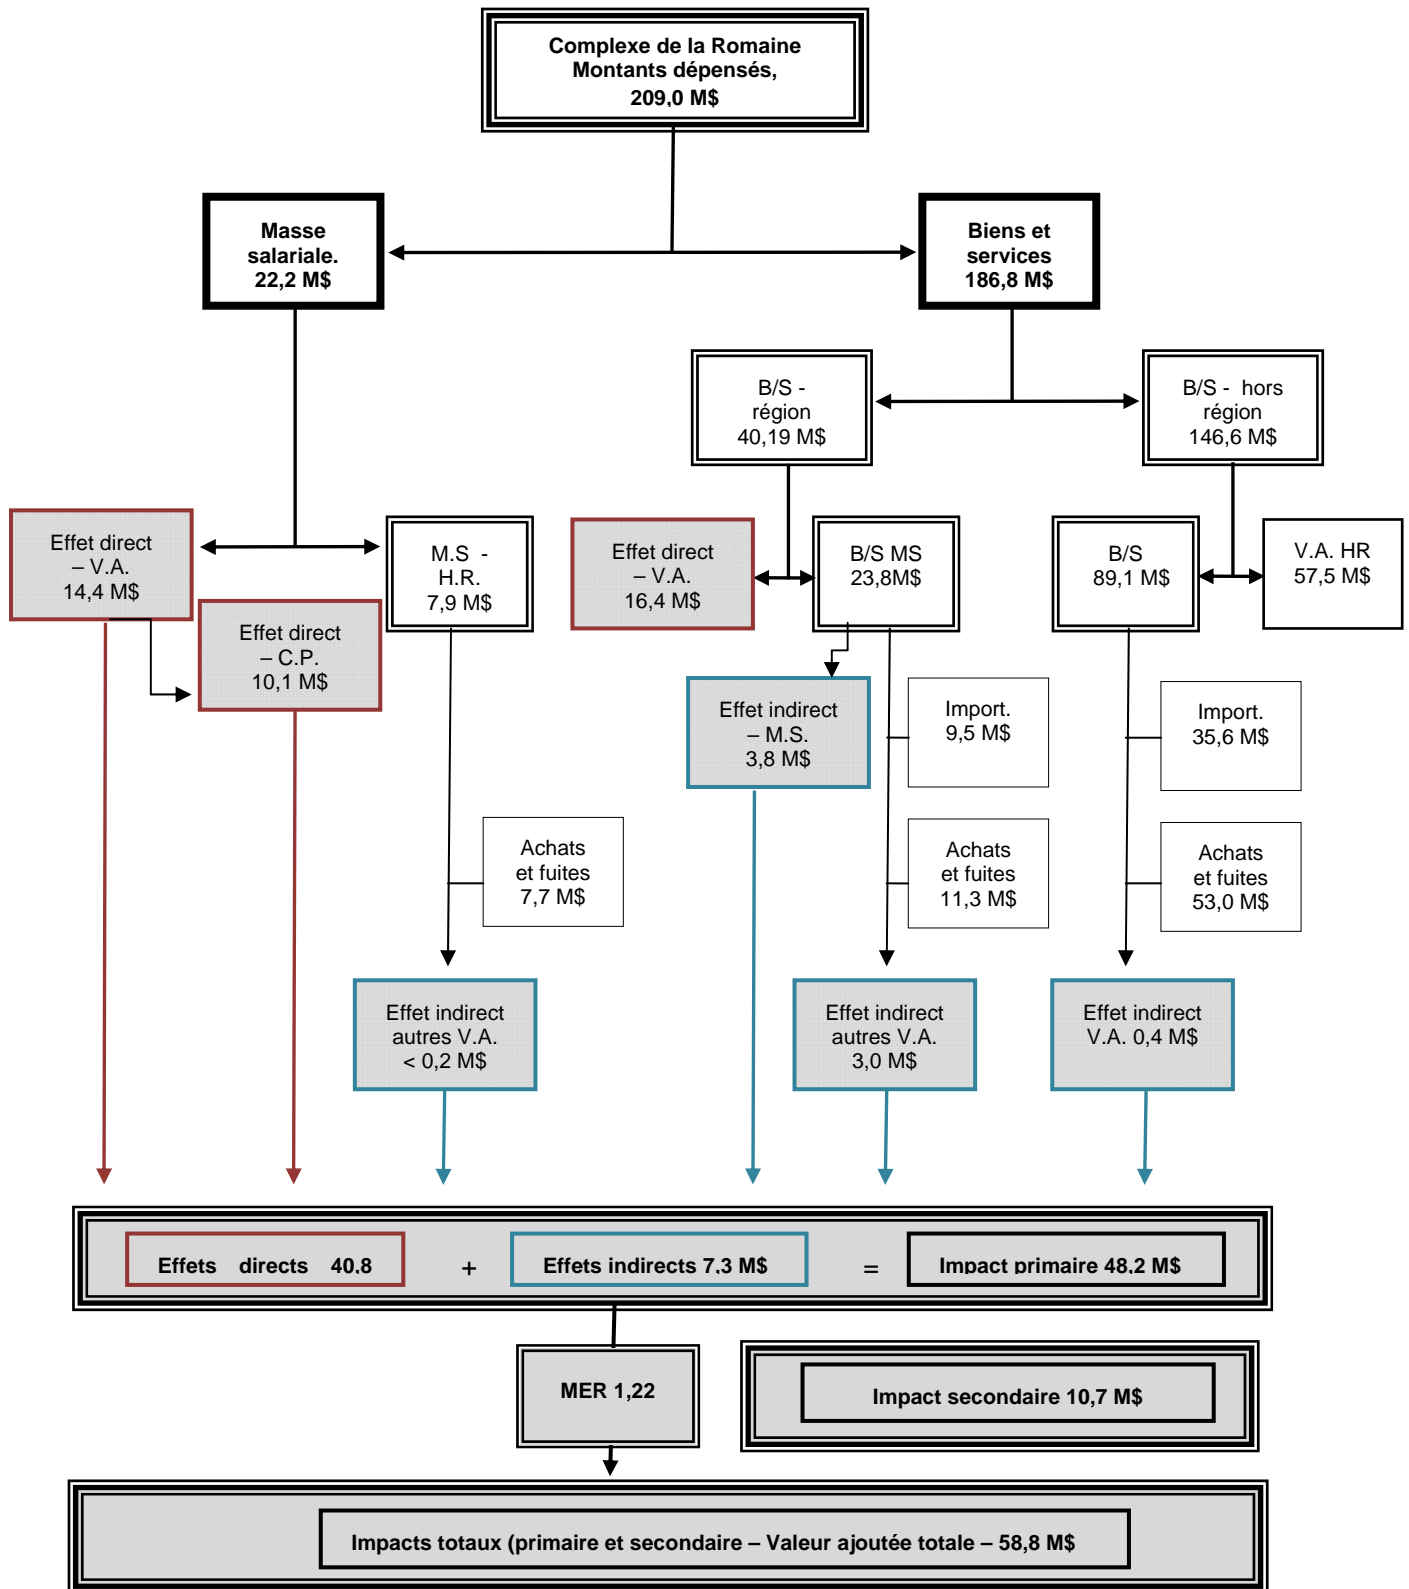 Complexe de la Romaine
Montants dépensés,
209,0 M$
Masse
salariale.
22,2 M$
Biens et
services
186,8 M$
B/S -
région
40,19 M$
B/S - hors
région
146,6 M$
Effet direct
– V.A.
14,4 M$
Effet direct
– C.P.
10,1 M$
M.S -
H.R.
7,9 M$
Effet direct
– V.A.
16,4 M$
B/S MS
23,8M$
B/S
89,1 M$
V.A. HR
57,5 M$
Effet indirect
– M.S.
3,8 M$
Import.
9,5 M$
Import.
35,6 M$
Achats
et fuites
7,7 M$
Achats
et fuites
11,3 M$
Achats
et fuites
53,0 M$
Effet indirect
autres V.A.
< 0,2 M$
Effet indirect
autres V.A.
3,0 M$
Effet indirect
V.A. 0,4 M$
Effets directs 40,8 + Effets indirects 7,3 M$ = Impact primaire 48,2 M$
MER 1,22
Impact secondaire 10,7 M$
Impacts totaux (primaire et secondaire – Valeur ajoutée totale – 58,8 M$